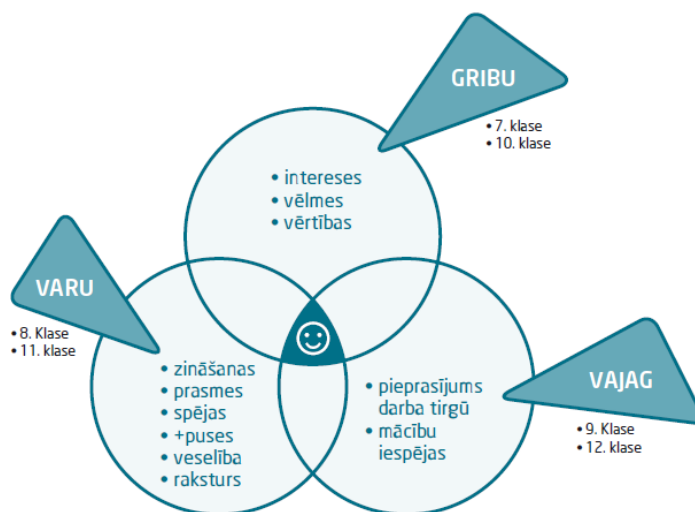 GRIBU
• 7. klase
• 10. klase
• intereses
• vēlmes
• vērtības
VARU
• 8. Klase
• 11. klase
• zināšanas
• prasmes
• spējas
• +puses
• veselība
• raksturs
• pieprasījums
darba tirgū
• mācību
iespējas
VAJAG
• 9. Klase
• 12. klase